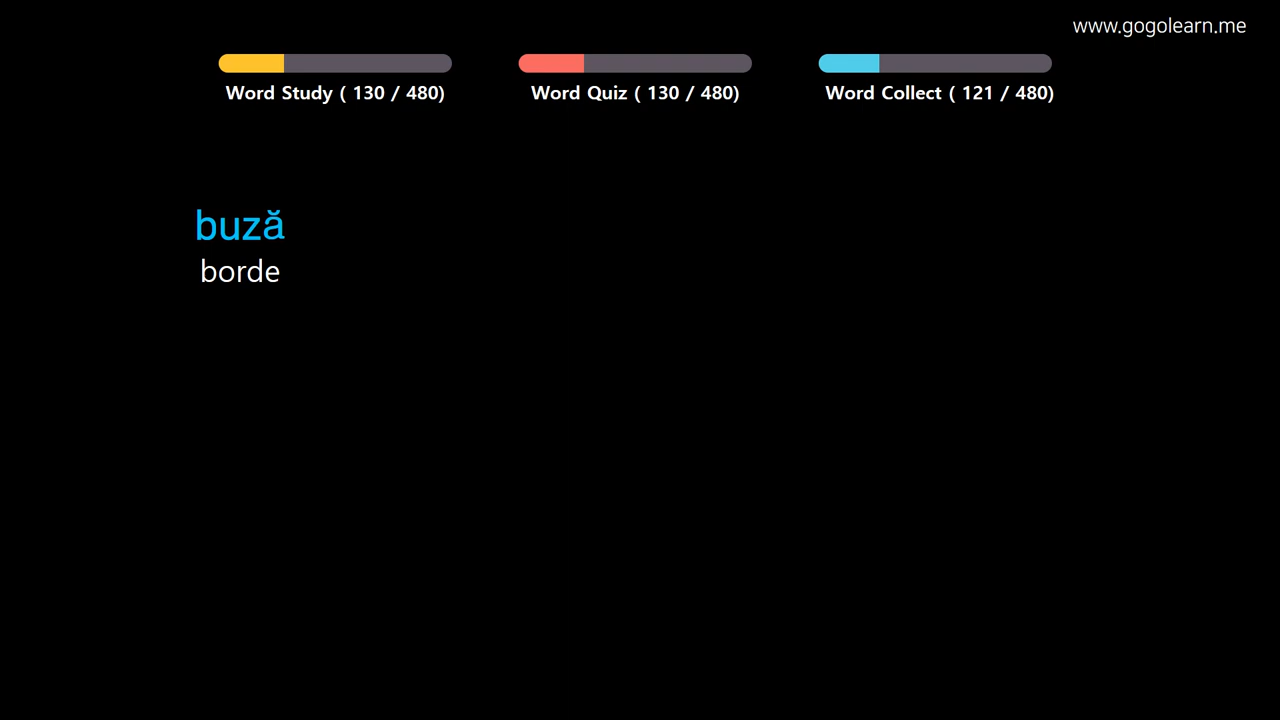 www.gogolearn.me
Word Study ( 130 / 480)
Word Quiz ( 130 / 480)
Word Collect ( 121 / 480)
buză
borde